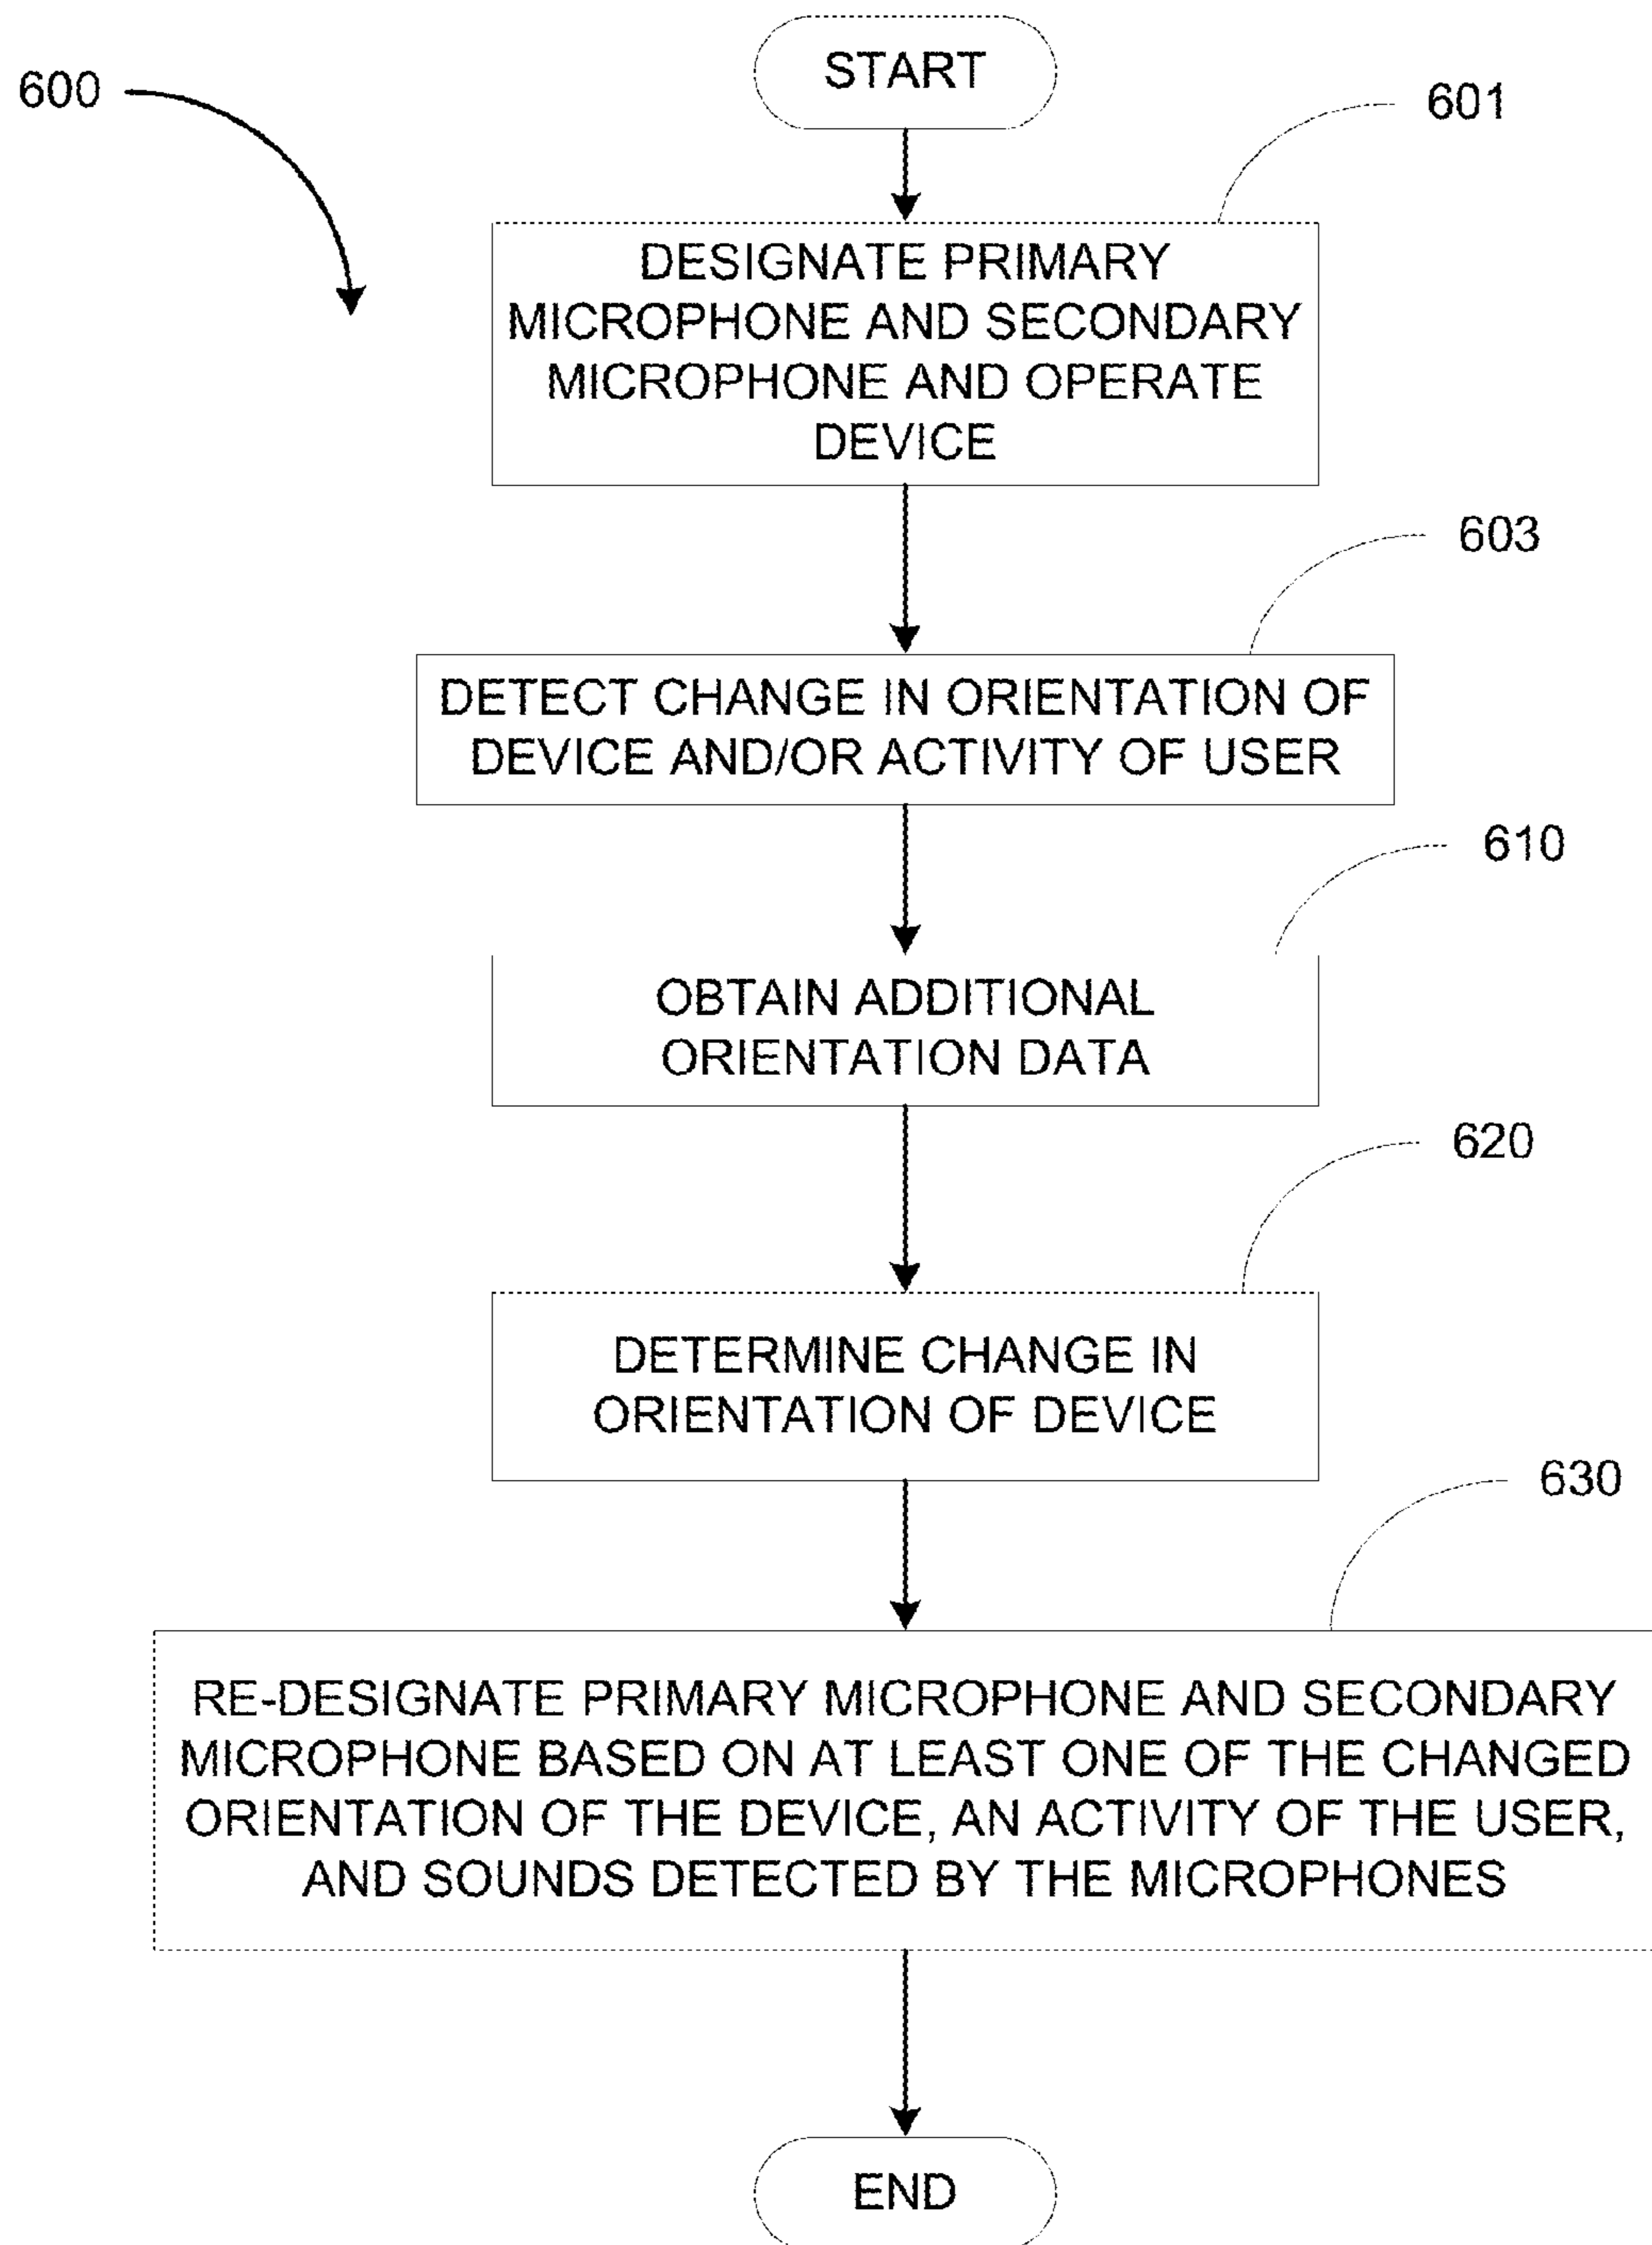 START
600
601
DESIGNATE PRIMARY
MICROPHONE AND SECONDARY
MICROPHONE AND OPERATE
DEVICE
603
DETECT CHANGE IN ORIENTATION OF
DEVICE AND/OR ACTIVITY OF USER
610
OBTAIN ADDITIONAL
ORIENTATION DATA
620
DETERMINE CHANGE IN
ORIENTATION OF DEVICE
630
RE-DESIGNATE PRIMARY MICROPHONE AND SECONDARY
MICROPHONE BASED ON AT LEAST ONE OF THE CHANGED
ORIENTATION OF THE DEVICE, AN ACTIVITY OF THE USER,
AND SOUNDS DETECTED BY THE MICROPHONES
END